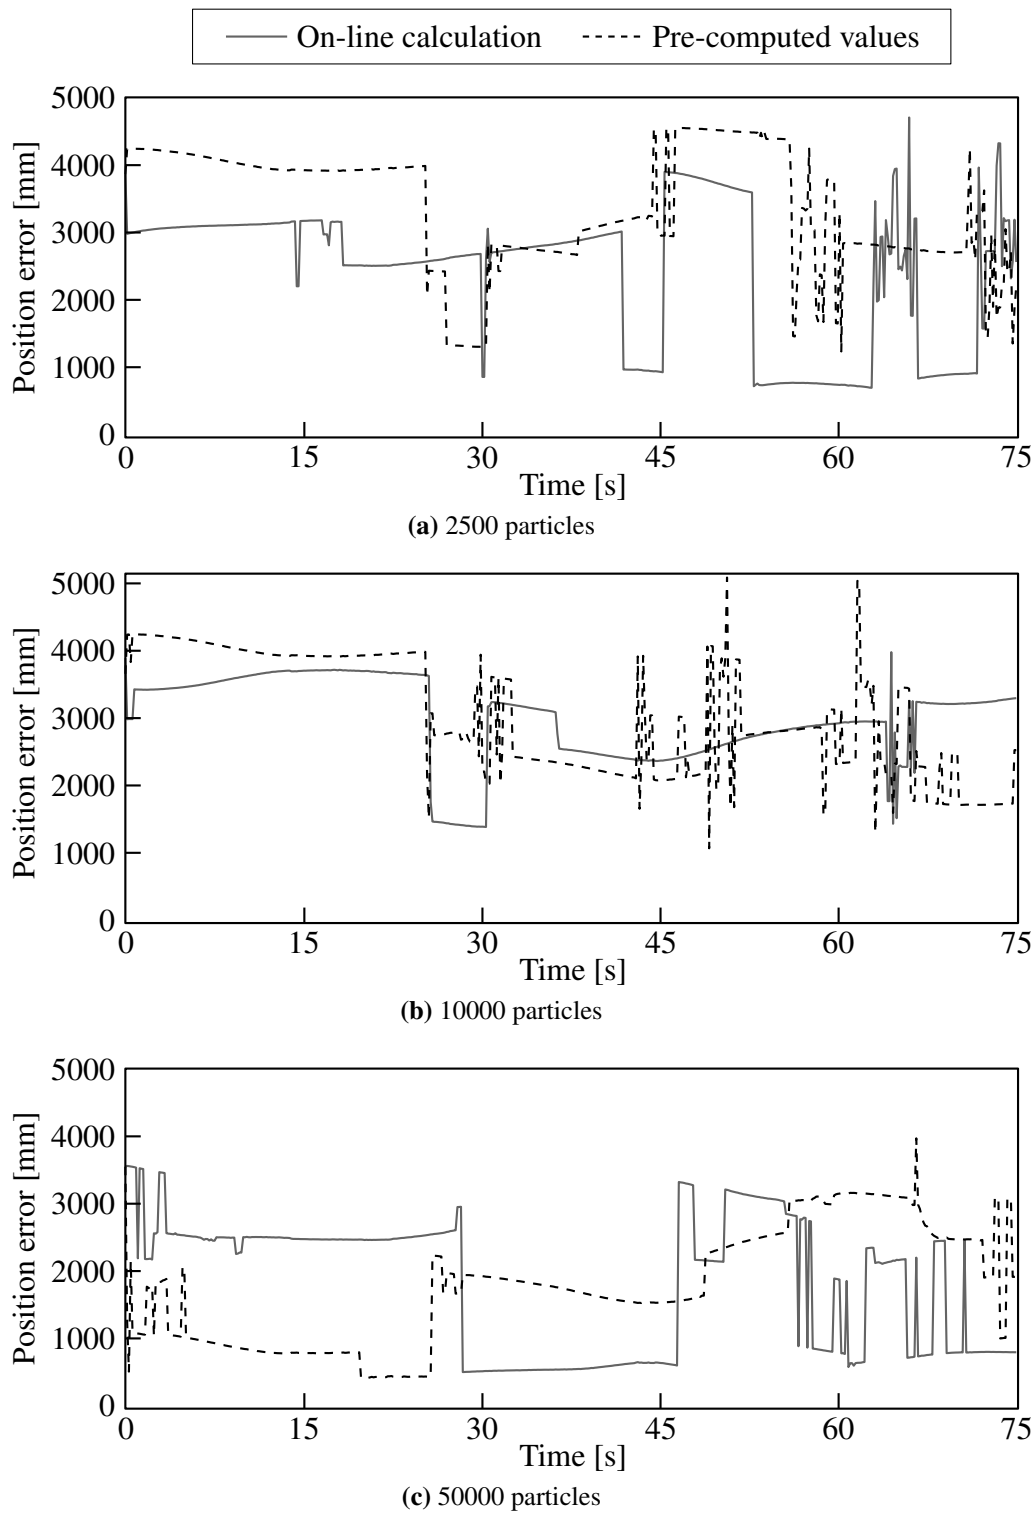 On-line calculation Pre-computed values
5000
4000
3000
2000
1000
0
Position error [mm]
0 15 30 45 60 75
Time [s]
(a) 2500 particles
5000
4000
3000
2000
1000
0
Position error [mm]
0 15 30 45 60 75
Time [s]
(b) 10000 particles
5000
4000
3000
2000
1000
0
Position error [mm]
0 15 30 45 60 75
Time [s]
(c) 50000 particles